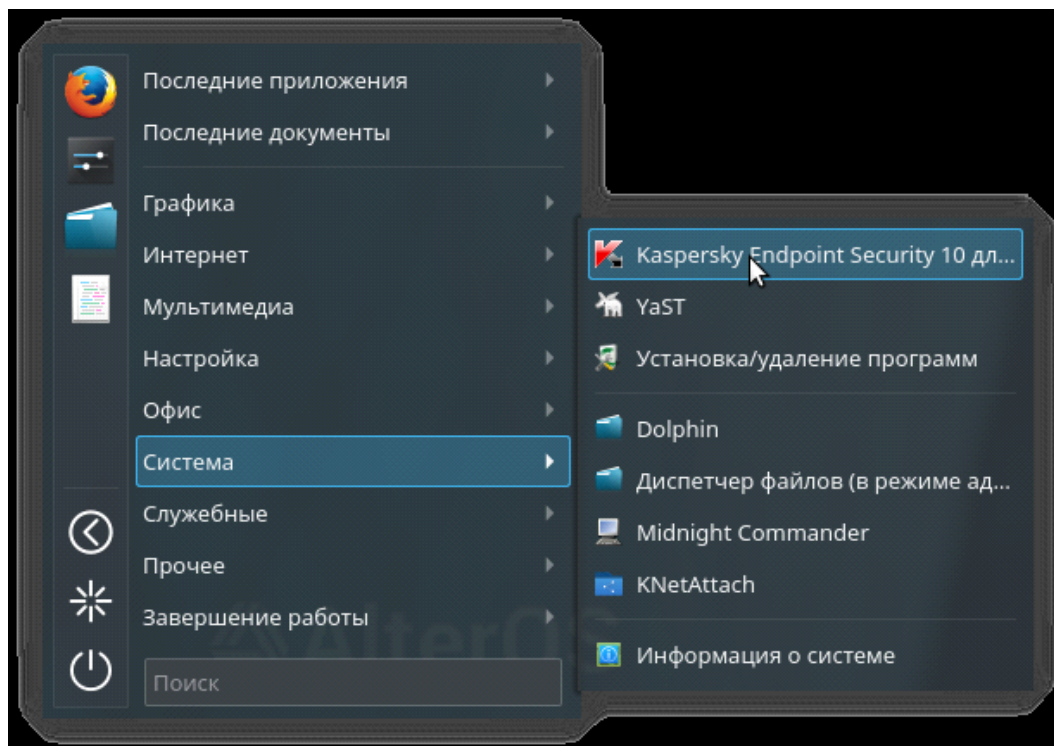 Последние приложения
Последние документы
Графика
Интернет
Мультимедиа
Настройка
Офис
Система
Служебные
Прочее
Завершение работы
AlterOS
Поиск
Kaspersky Endpoint Security 10 дл...
YaST
Установка/удаление программ
Dolphin
Диспетчер файлов (в режиме ад...
Midnight Commander
KNetAttach
Информация о системе